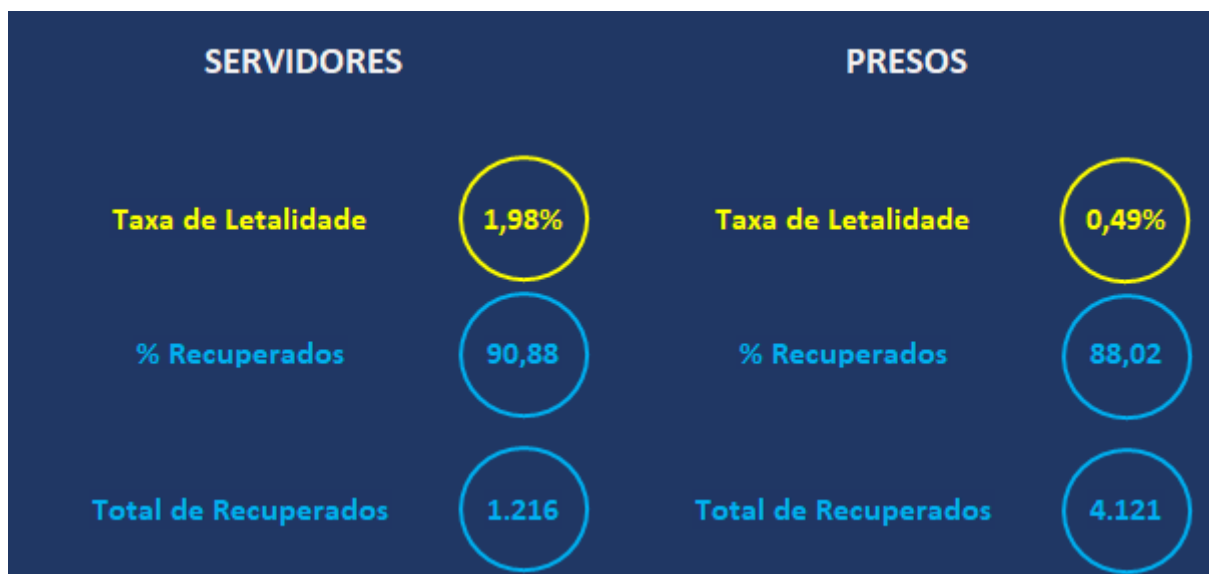 SERVIDORES
PRESOS
Taxa de Letalidade
1,98%
Taxa de Letalidade
0,49%
% Recuperados
90,88
% Recuperados
88,02
Total de Recuperados
1.216
Total de Recuperados
4.121